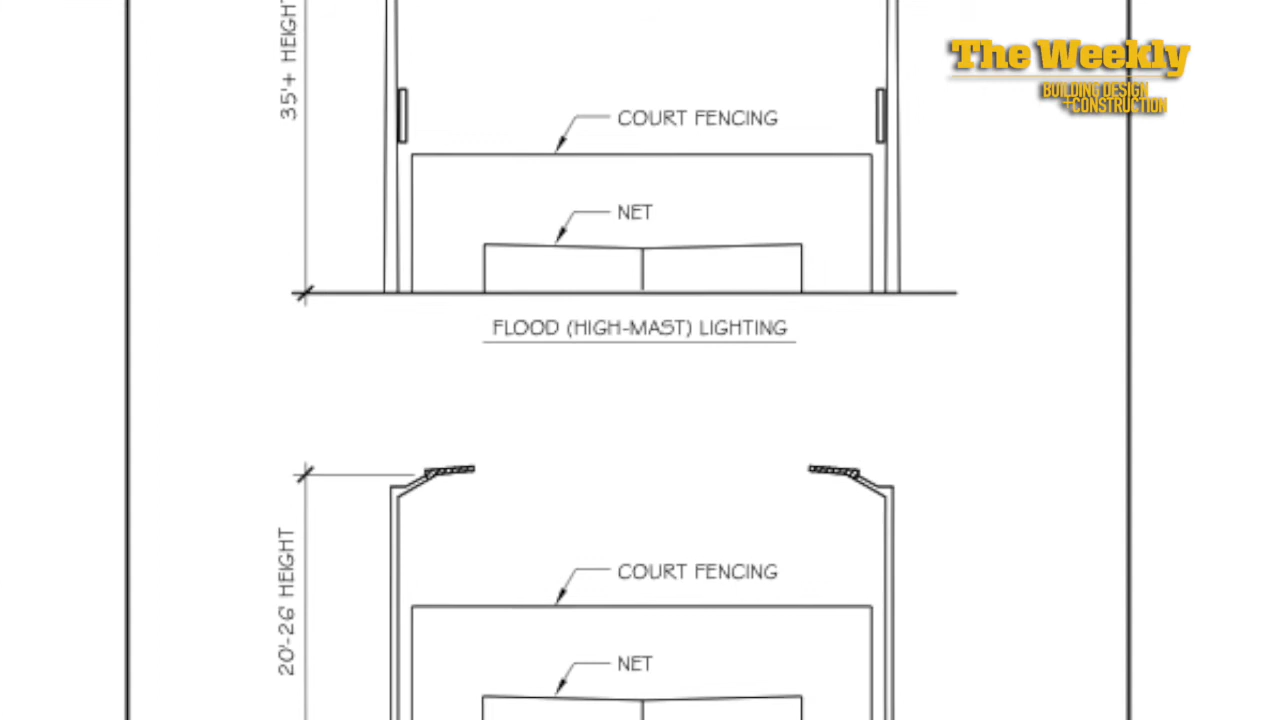 35'+ HEIGHT
The Weekly
BUILDING DESIGN
+CONSTRUCTION
COURT FENCING
NET
FLOOD (HIGH-MAST) LIGHTING
20'-26' HEIGHT
COURT FENCING
NET